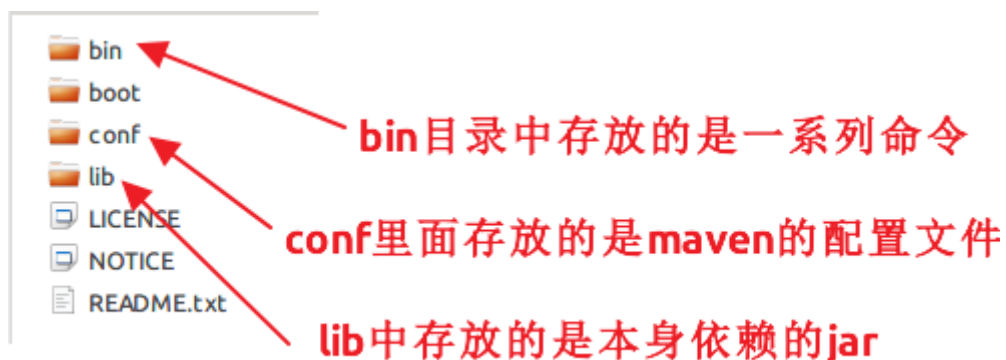 bin
boot
conf
lib
LICENSE
NOTICE
README.txt
bin目录中存放的是一系列命令
conf里面存放的是maven的配置文件
lib中存放的是本身依赖的jar